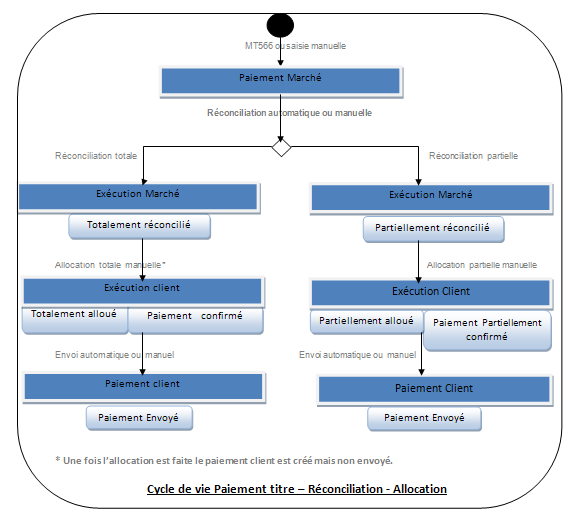 MT566 ou saisie manuelle
Paiement Marché
Réconciliation automatique ou manuelle
Réconciliation totale
Réconciliation partielle
Exécution Marché
Exécution Marché
Totalement réconcilié
Partiellement réconcilié
Allocation totale manuelle*
Allocation partielle manuelle
Exécution client
Exécution Client
Totalement alloué
Paiement confirmé
Partiellement alloué
Paiement Partiellement
confirmé
Envoi automatique ou manuel
Envoi automatique ou manuel
Paiement client
Paiement Client
Paiement Envoyé
Paiement Envoyé
* Une fois l’allocation est faite le paiement client est créé mais non envoyé.
Cycle de vie Paiement titre – Réconciliation - Allocation